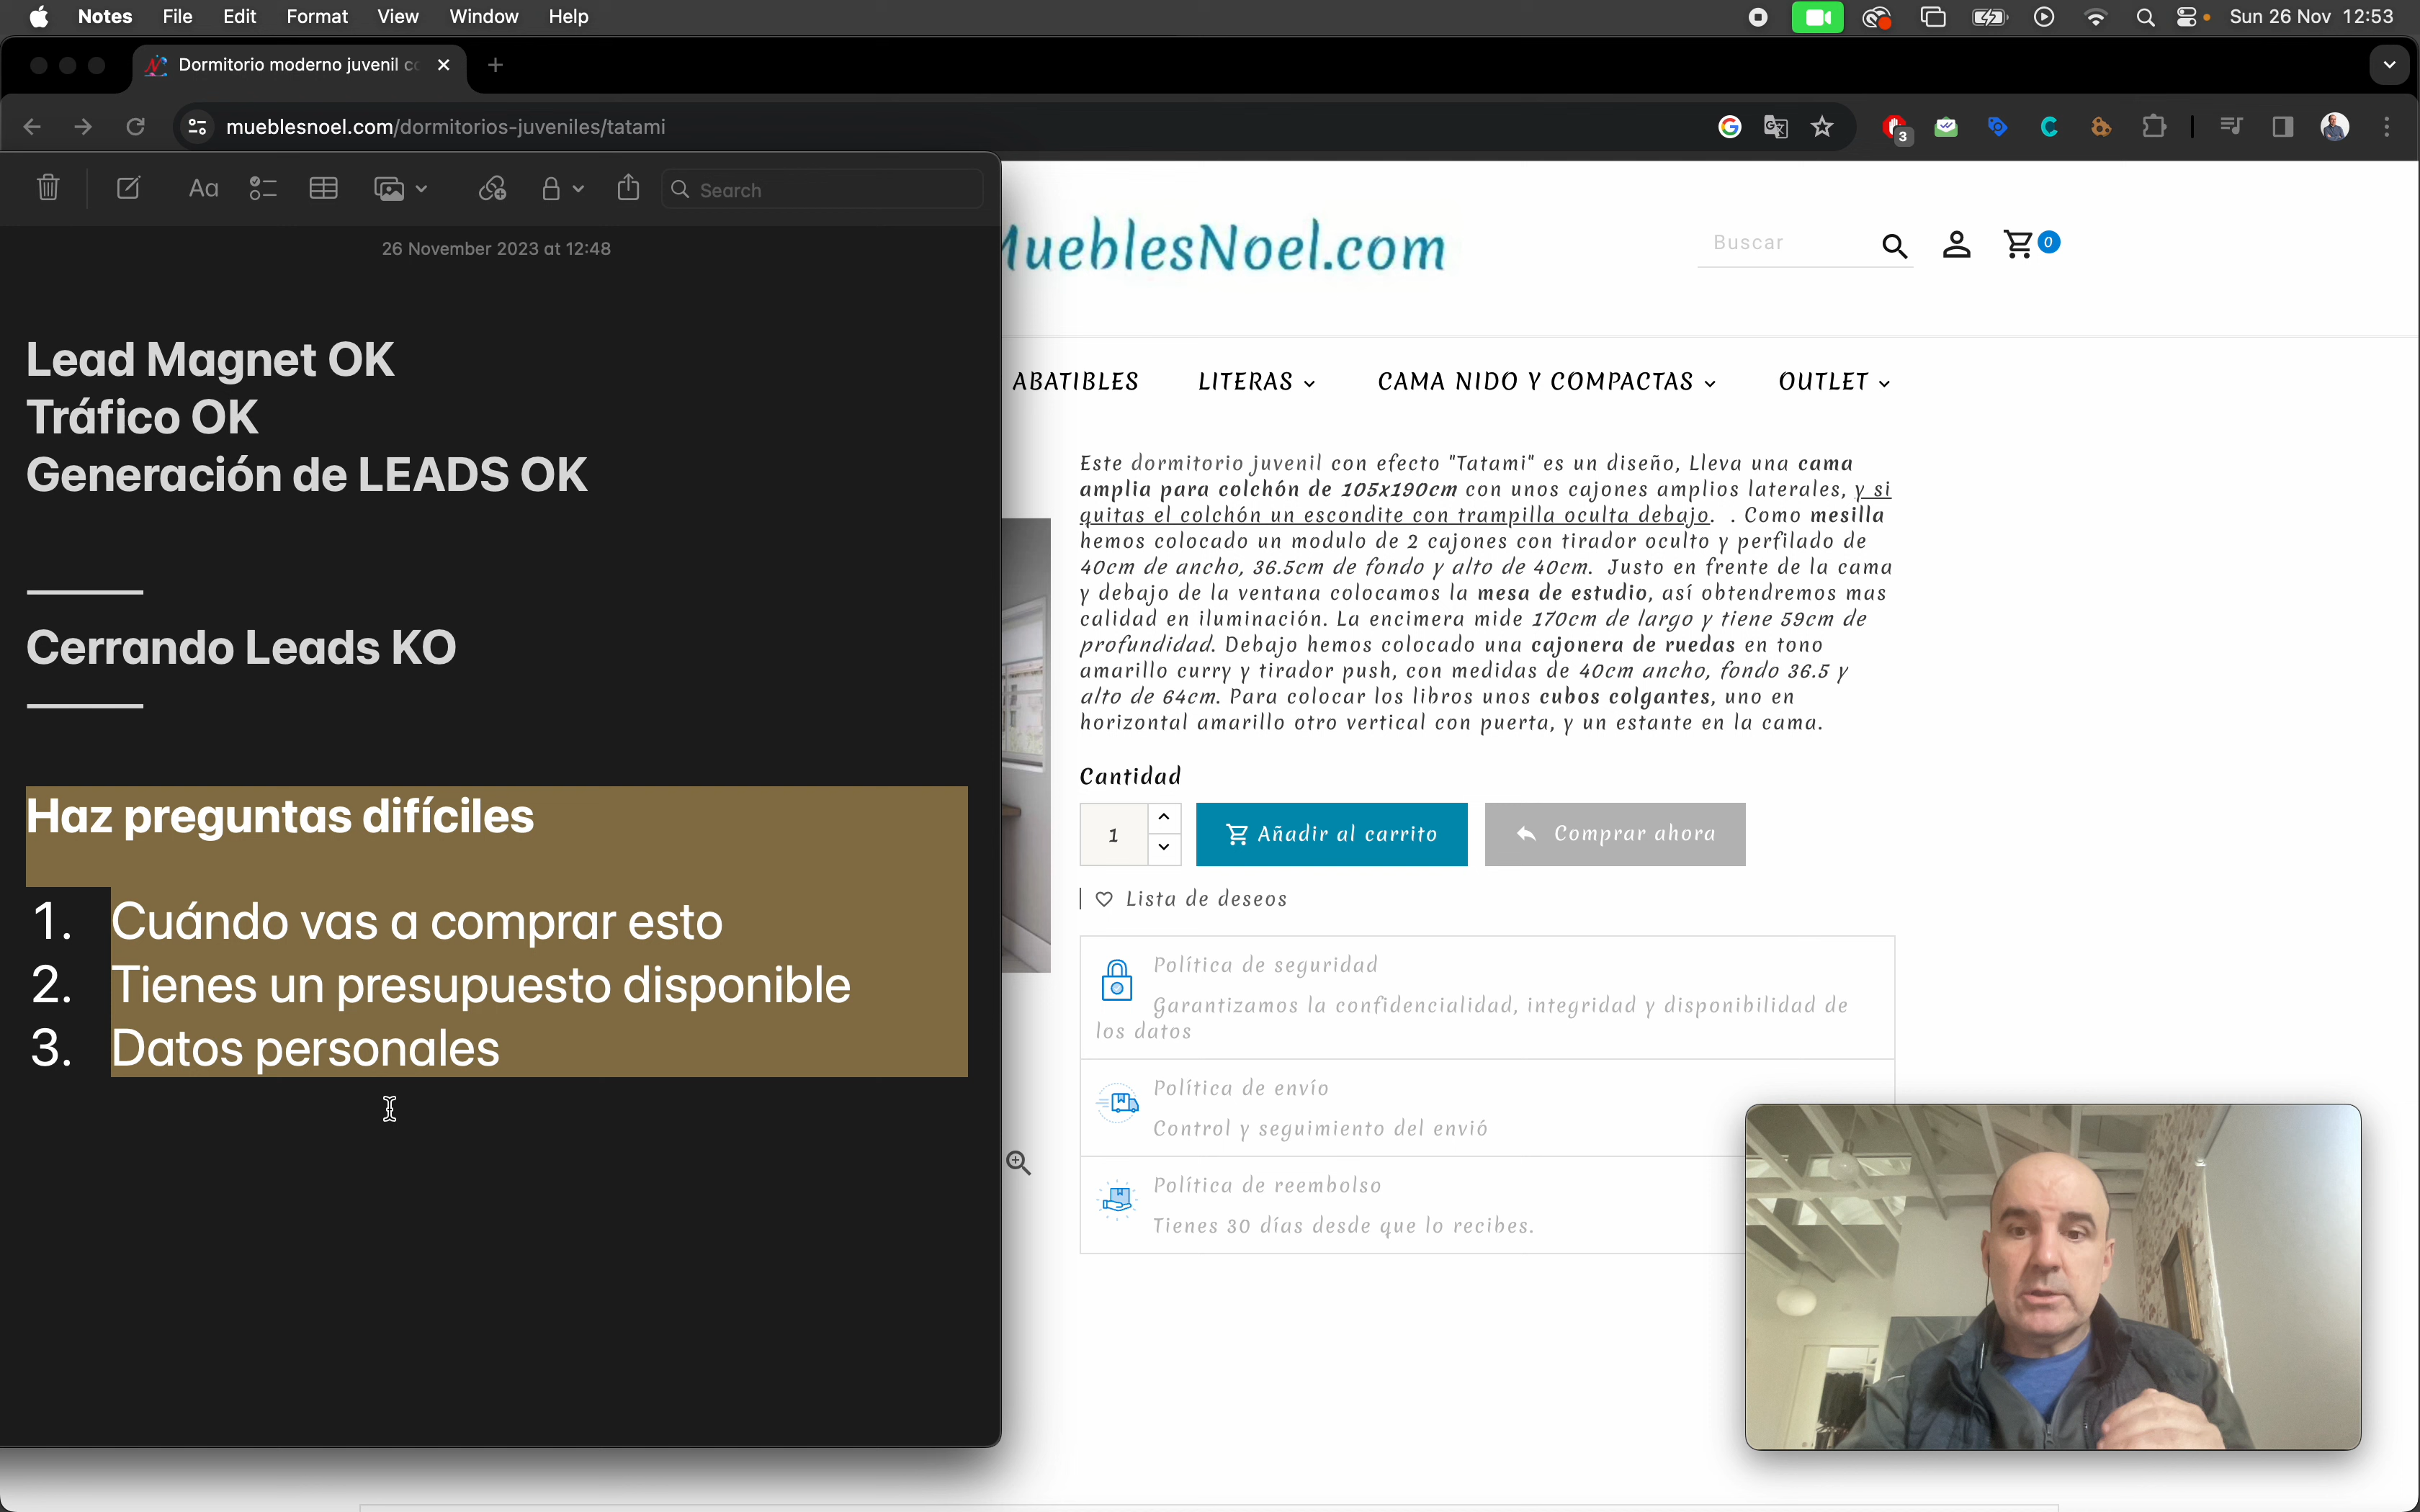 Notes File Edit Format View Window Help
Sun 26 Nov 12:53
Dormitorio moderno juvenil
mueblesnoel.com/dormitorios-juveniles/tatami
3
Aa
Search
26 November 2023 at 12:48
Lead Magnet OK
Tráfico OK
Generación de LEADS OK
Cerrando Leads KO
Haz preguntas difíciles
1. Cuándo vas a comprar esto
2. Tienes un presupuesto disponible
3. Datos personales
MueblesNoel.com
Buscar
0
ABATIBLES LITERAS CAMA NIDO Y COMPACTAS OUTLET
Este dormitorio juvenil con efecto "Tatami" es un diseño, Lleva una cama
amplia para colchón de 105x190cm con unos cajones amplios laterales, y si
quitas el colchón un escondite con trampilla oculta debajo. . Como mesilla
hemos colocado un modulo de 2 cajones con tirador oculto y perfilado de
40cm de ancho, 36.5cm de fondo y alto de 40cm. Justo en frente de la cama
y debajo de la ventana colocamos la mesa de estudio, así obtendremos mas
calidad en iluminación. La encimera mide 170cm de largo y tiene 59cm de
profundidad. Debajo hemos colocado una cajonera de ruedas en tono
amarillo curry y tirador push, con medidas de 40cm ancho, fondo 36.5 y
alto de 64cm. Para colocar los libros unos cubos colgantes, uno en
horizontal amarillo otro vertical con puerta, y un estante en la cama.
Cantidad
1
Añadir al carrito
Comprar ahora
Lista de deseos
Política de seguridad
Garantizamos la confidencialidad, integridad y disponibilidad de
los datos
Política de envío
Control y seguimiento del envió
Política de reembolso
Tienes 30 días desde que lo recibes.